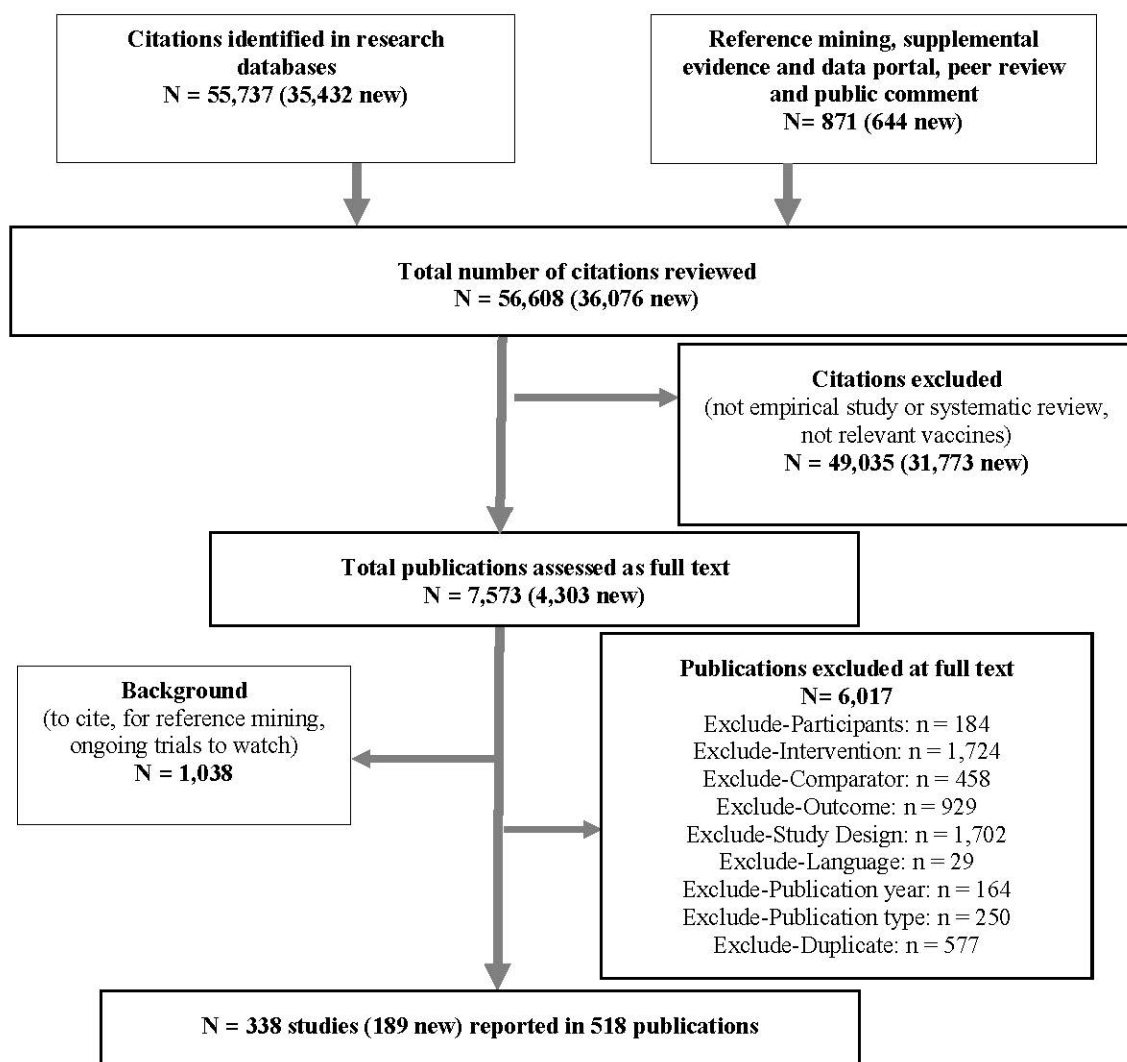 Citations identified in research
databases
N = 55,737 (35,432 new)
Reference mining, supplemental
evidence and data portal, peer review
and public comment
N= 871 (644 new)
Total number of citations reviewed
N = 56,608 (36,076 new)
Citations excluded
(not empirical study or systematic review,
not relevant vaccines)
N = 49,035 (31,773 new)
Total publications assessed as full text
N = 7,573 (4,303 new)
Background
(to cite, for reference mining,
ongoing trials to watch)
N = 1,038
Publications excluded at full text
N= 6,017
Exclude-Participants: n = 184
Exclude-Intervention: n = 1,724
Exclude-Comparator: n = 458
Exclude-Outcome: n = 929
Exclude-Study Design: n = 1,702
Exclude-Language: n = 29
Exclude-Publication year: n = 164
Exclude-Publication type: n = 250
Exclude-Duplicate: n = 577
N = 338 studies (189 new) reported in 518 publications